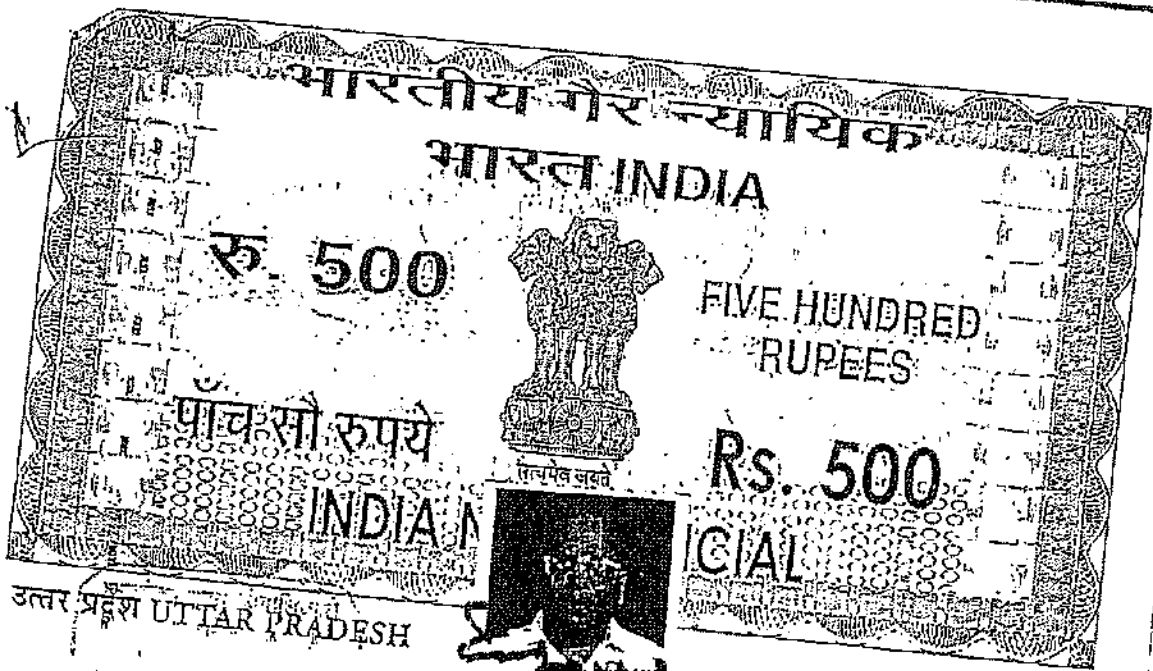 भारतीय गैर न्यायिक
भारत INDIA
रु. 500
FIVE HUNDRED
RUPEES
पाँच सौ रुपये
Rs. 500
सत्यमेव जयते
INDIA N
ICIAL
उत्तर प्रदेश UTTAR PRADESH